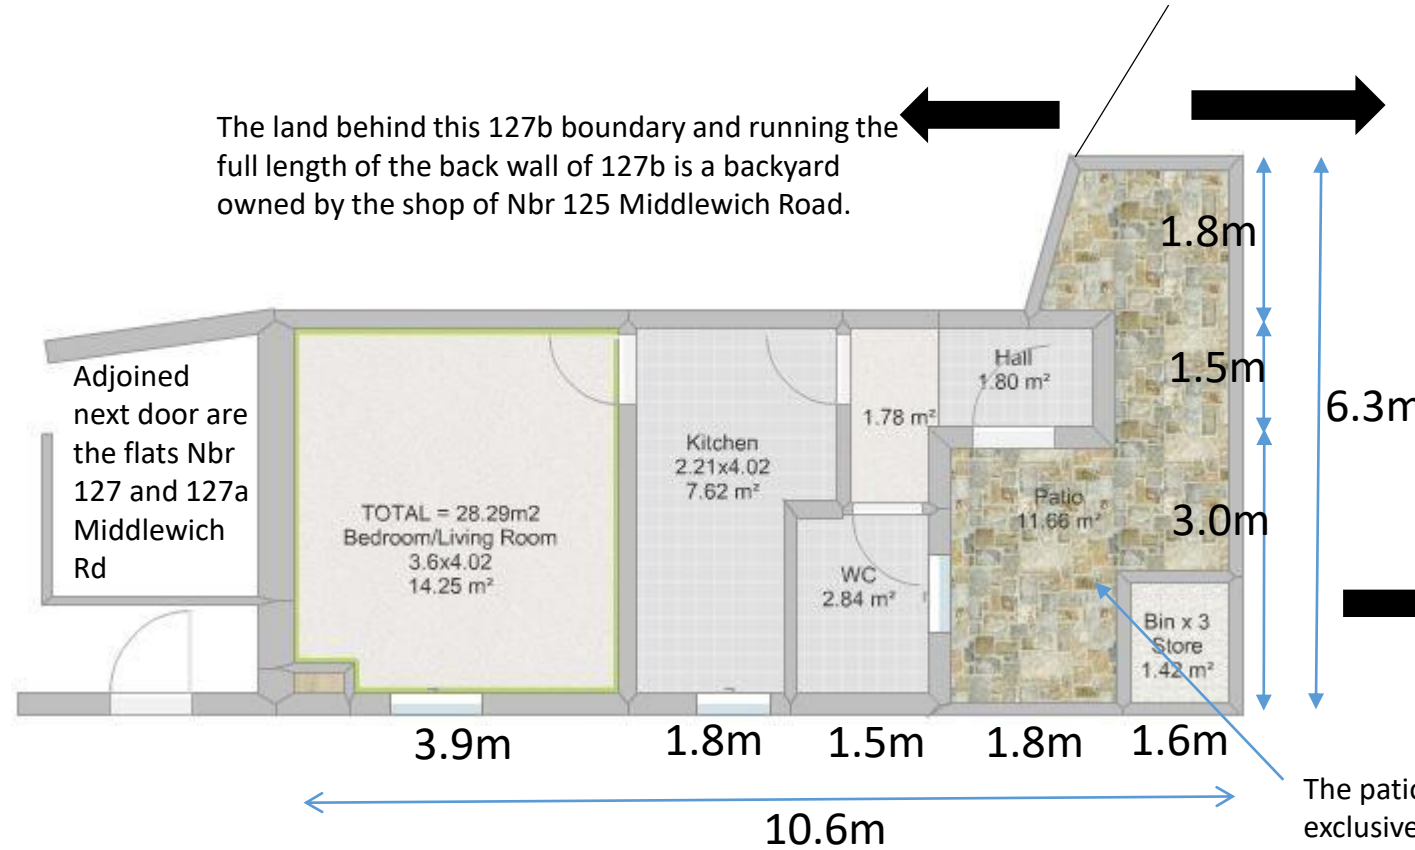 The land behind this 127b boundary and running the
full length of the back wall of 127b is a backyard
owned by the shop of Nbr 125 Middlewich Road.
1.8m
Adjoined
next door are
the flats Nbr
127 and 127a
Middlewich
Rd
Hall
1.80 m²
1.5m
6.3m
1.78 m²
Kitchen
2.21x4.02
7.62 m²
TOTAL = 28.29m2
Bedroom/Living Room
3.6x4.02
14.25 m²
Patio
11.66 m²
3.0m
WC
2.84 m²
Bin x 3
Store
1.42 m²
3.9m
1.8m
1.5m
1.8m
1.6m
10.6m
The patio
exclusive